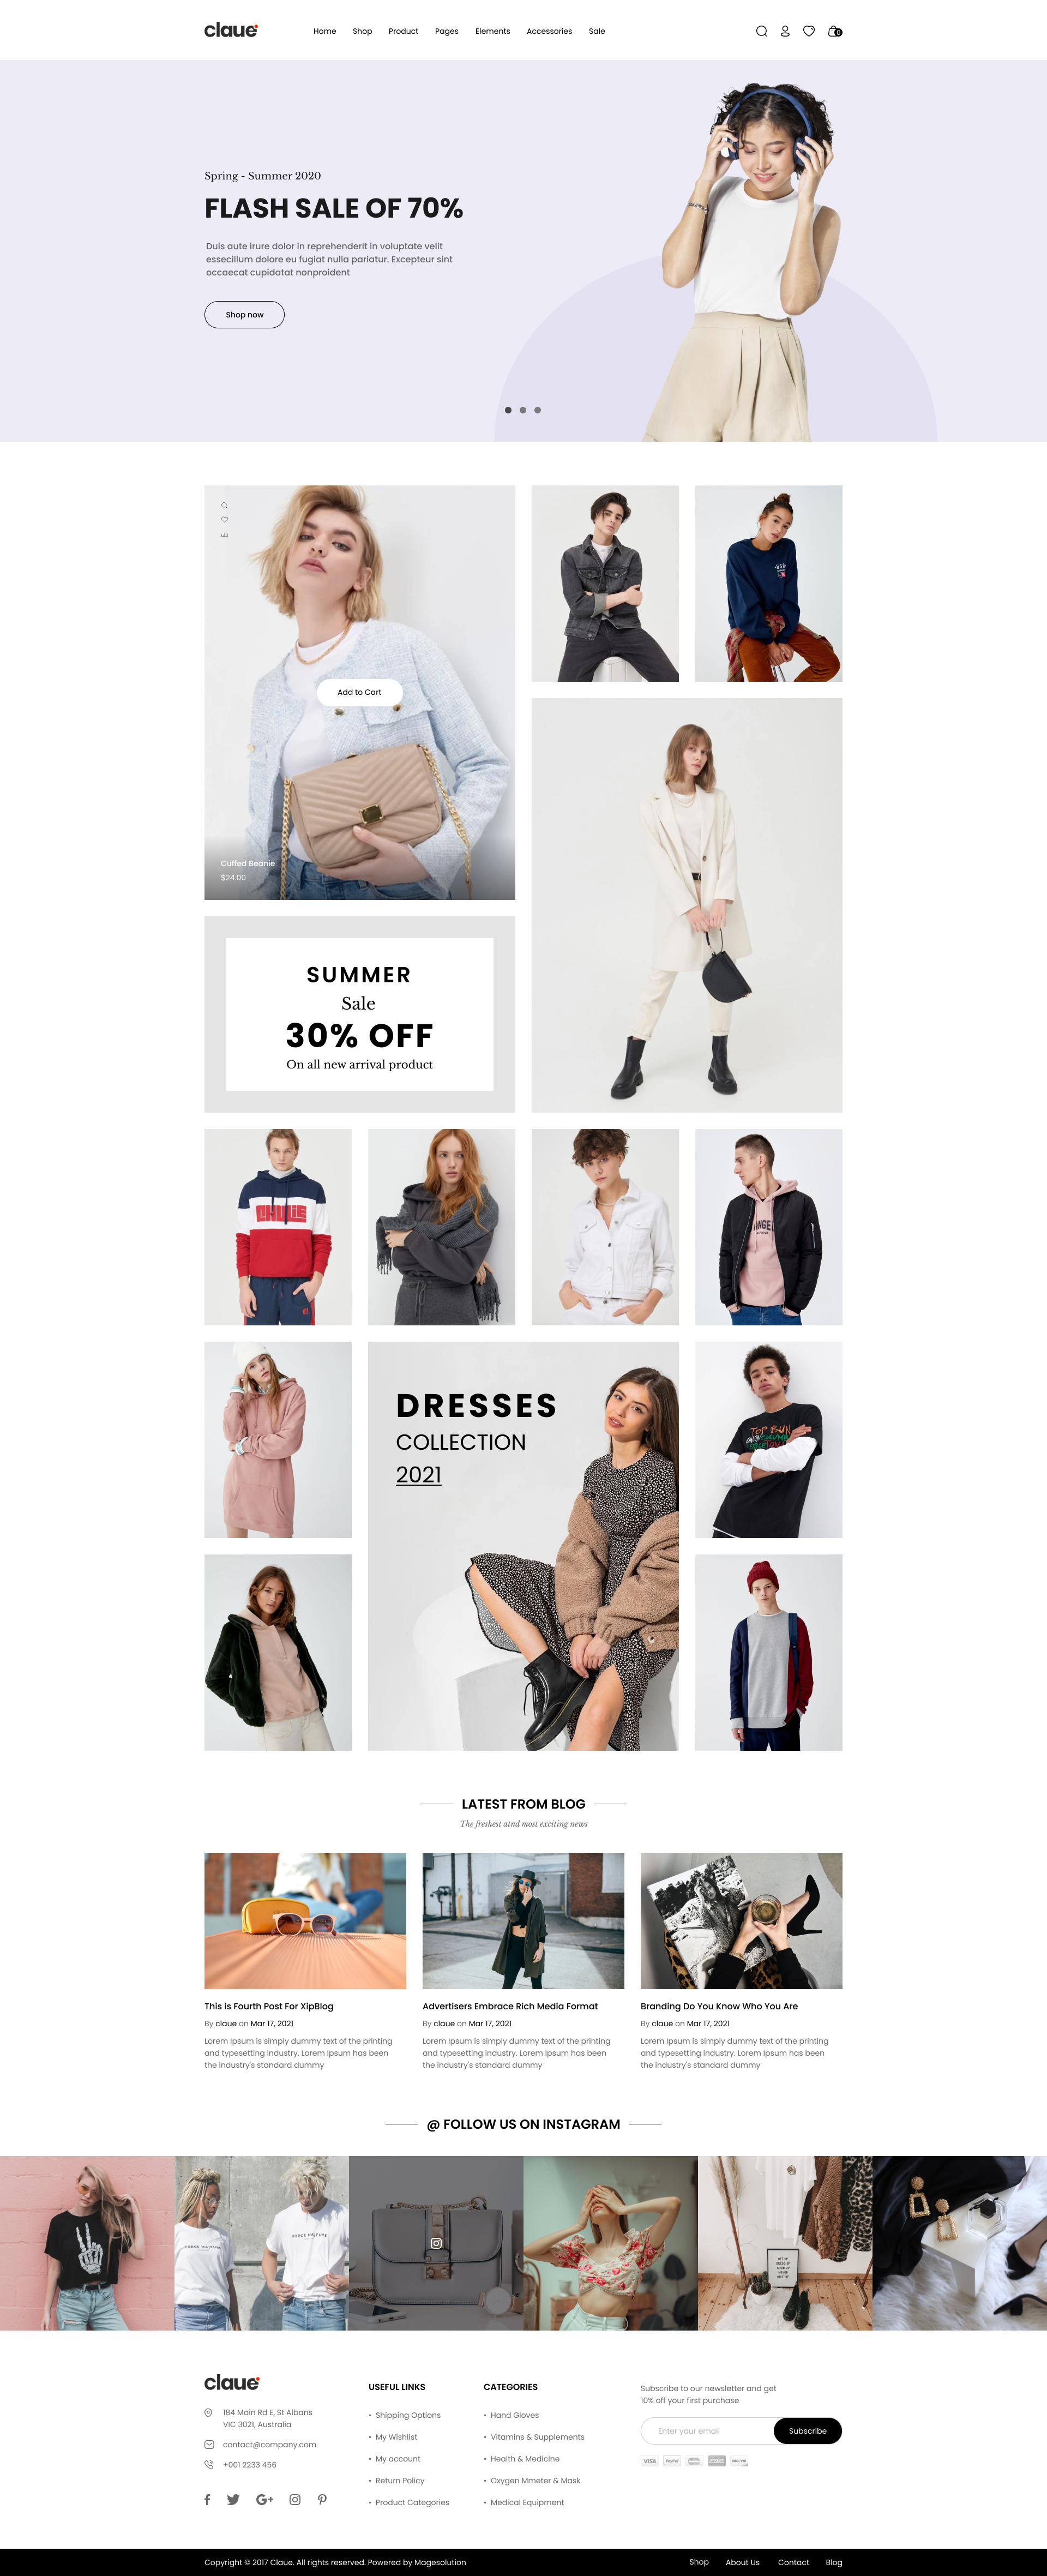 claue
Home Shop Product Pages Elements Accessories Sale
0
Spring - Summer 2020
FLASH SALE OF 70%
Duis aute irure dolor in reprehenderit in voluptate velit
essecillum dolore eu fugiat nulla pariatur. Excepteur sint
occaecat cupidatat nonproident
Shop now
Add to Cart
Cuffed Beanie
$24.00
SUMMER
Sale
30% OFF
On all new arrival product
DRESSES
COLLECTION
2021
TOP BUN
LATEST FROM BLOG
The freshest atnd most exciting news
This is Fourth Post For XipBlog
By claue on Mar 17, 2021
Lorem Ipsum is simply dummy text of the printing
and typesetting industry. Lorem Ipsum has been
the industry's standard dummy
Advertisers Embrace Rich Media Format
By claue on Mar 17, 2021
Lorem Ipsum is simply dummy text of the printing
and typesetting industry. Lorem Ipsum has been
the industry's standard dummy
Branding Do You Know Who You Are
By claue on Mar 17, 2021
Lorem Ipsum is simply dummy text of the printing
and typesetting industry. Lorem Ipsum has been
the industry's standard dummy
@ FOLLOW US ON INSTAGRAM
claue
184 Main Rd E, St Albans
VIC 3021, Australia
contact@company.com
+001 2233 456
USEFUL LINKS
• Shipping Options
• My Wishlist
• My account
• Return Policy
• Product Categories
CATEGORIES
• Hand Gloves
• Vitamins & Supplements
• Health & Medicine
• Oxygen Mmeter & Mask
• Medical Equipment
Subscribe to our newsletter and get
10% off your first purchase
Enter your email
Subscribe
VISA PayPal
Copyright © 2017 Claue. All rights reserved. Powered by Magesolution
Shop About Us Contact Blog